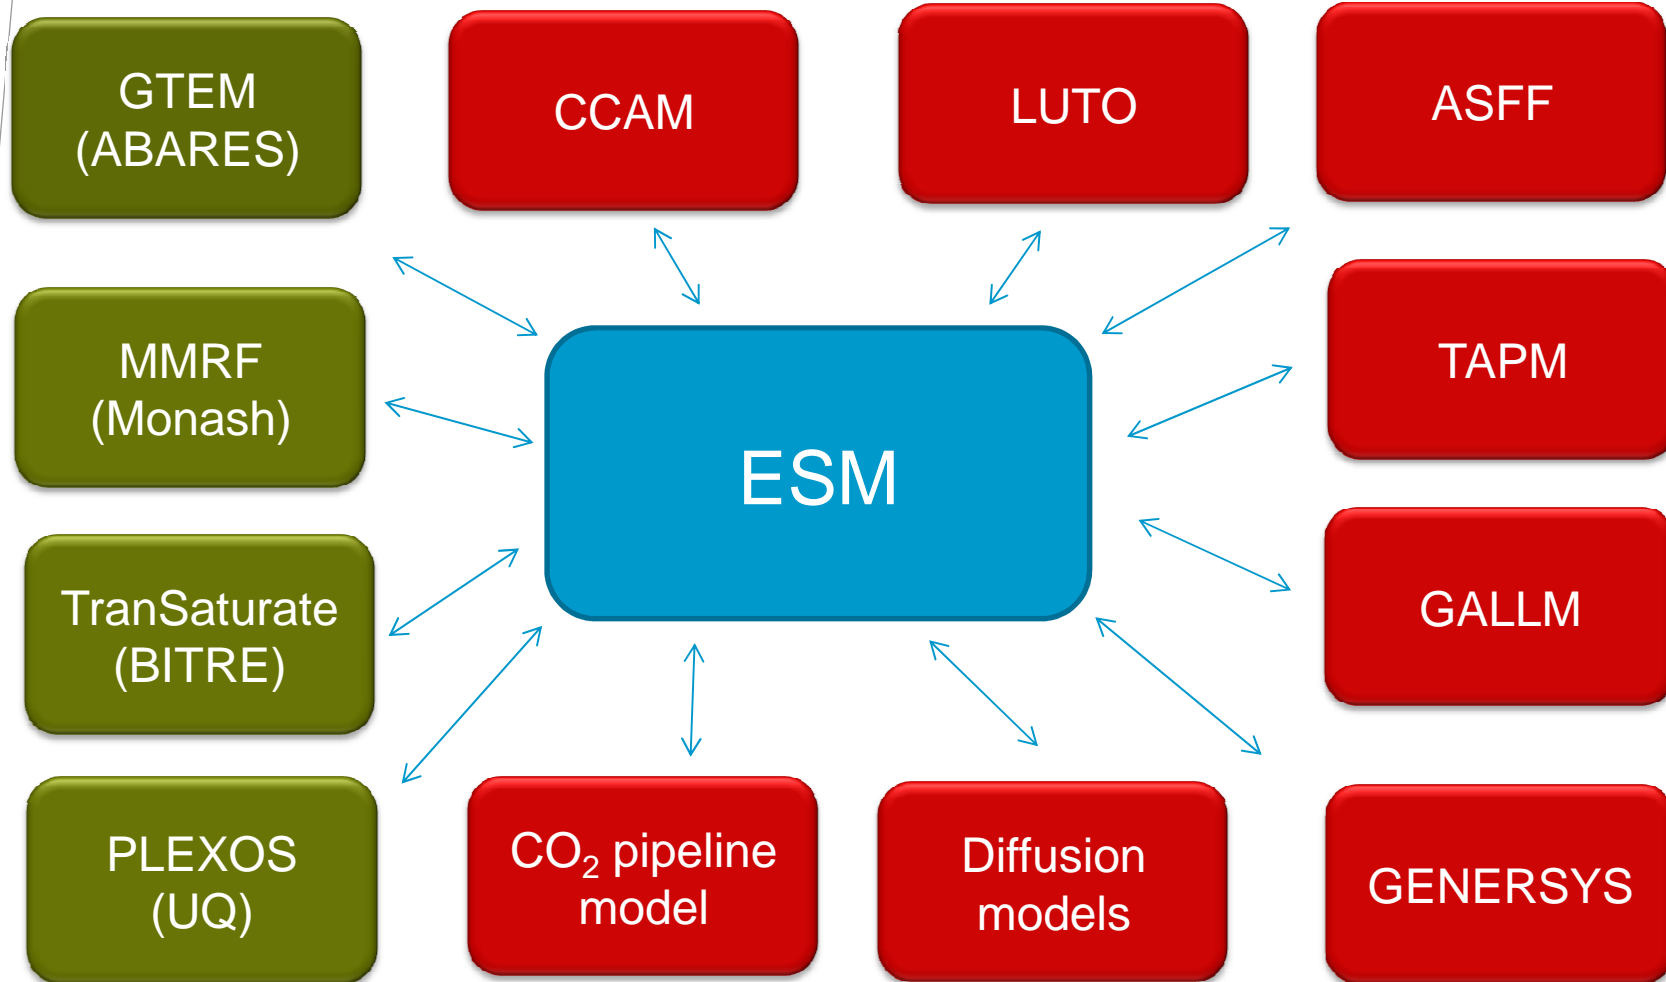 GTEM
(ABARES)
CCAM
LUTO
ASFF
MMRF
(Monash)
ESM
TAPM
TranSaturate
(BITRE)
GALLM
PLEXOS
(UQ)
CO₂ pipeline
model
Diffusion
models
GENERSYS